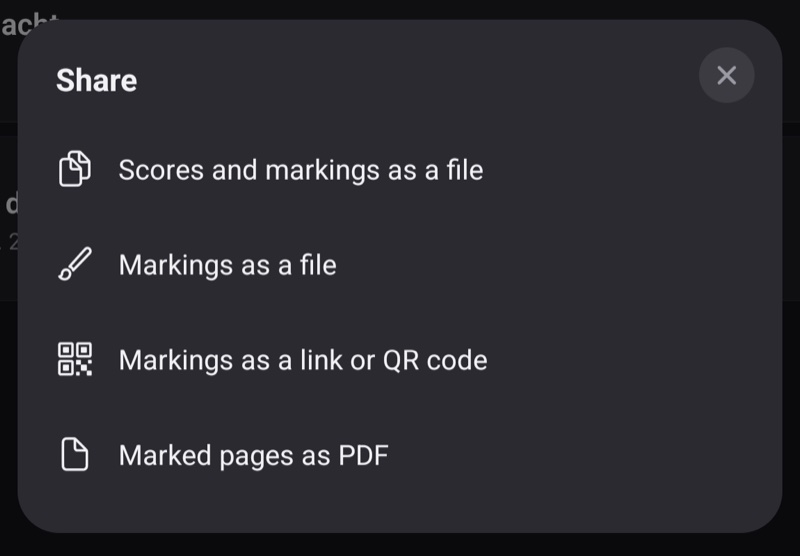 Share
Scores and markings as a file
Markings as a file
Markings as a link or QR code
Marked pages as PDF